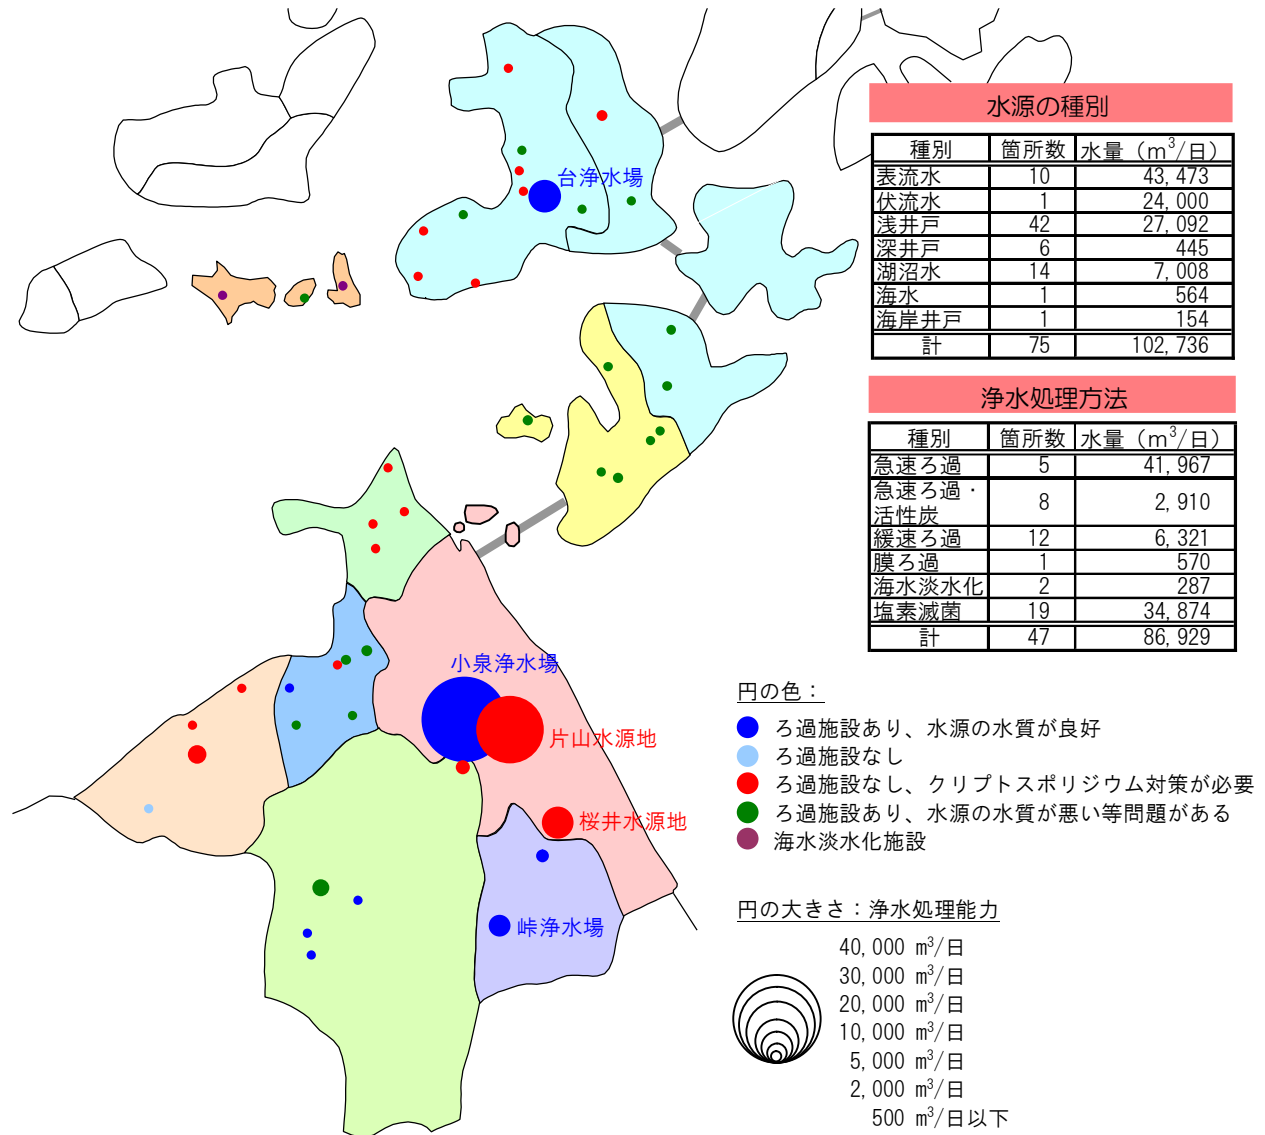 台浄水場
小泉浄水場
片山水源地
桜井水源地
峠浄水場
水源の種別
種別 箇所数 水量（m³/日）
表流水 10 43,473
伏流水 1 24,000
浅井戸 42 27,092
深井戸 6 445
湖沼水 14 7,008
海水 1 564
海岸井戸 1 154
計 75 102,736
浄水処理方法
種別 箇所数 水量（m³/日）
急速ろ過 5 41,967
急速ろ過・
活性炭 8 2,910
緩速ろ過 12 6,321
膜ろ過 1 570
海水淡水化 2 287
塩素滅菌 19 34,874
計 47 86,929
円の色：
ろ過施設あり、水源の水質が良好
ろ過施設なし
ろ過施設なし、クリプトスポリジウム対策が必要
ろ過施設あり、水源の水質が悪い等問題がある
海水淡水化施設
円の大きさ：浄水処理能力
40,000 m³/日
30,000 m³/日
20,000 m³/日
10,000 m³/日
5,000 m³/日
2,000 m³/日
500 m³/日以下